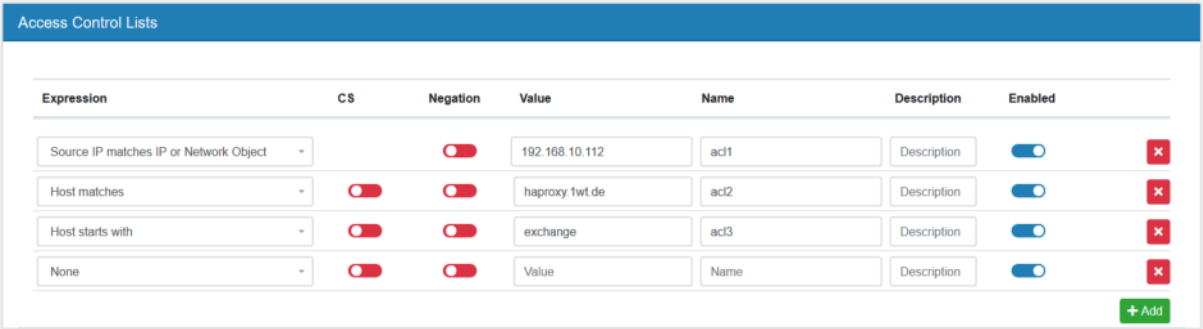 Access Control Lists
Expression CS Negation Value Name Description Enabled
Source IP matches IP or Network Object 192.168.10.112 acl1 Description
Host matches haproxy.1wt.de acl2 Description
Host starts with exchange acl3 Description
None Value Name Description
+ Add